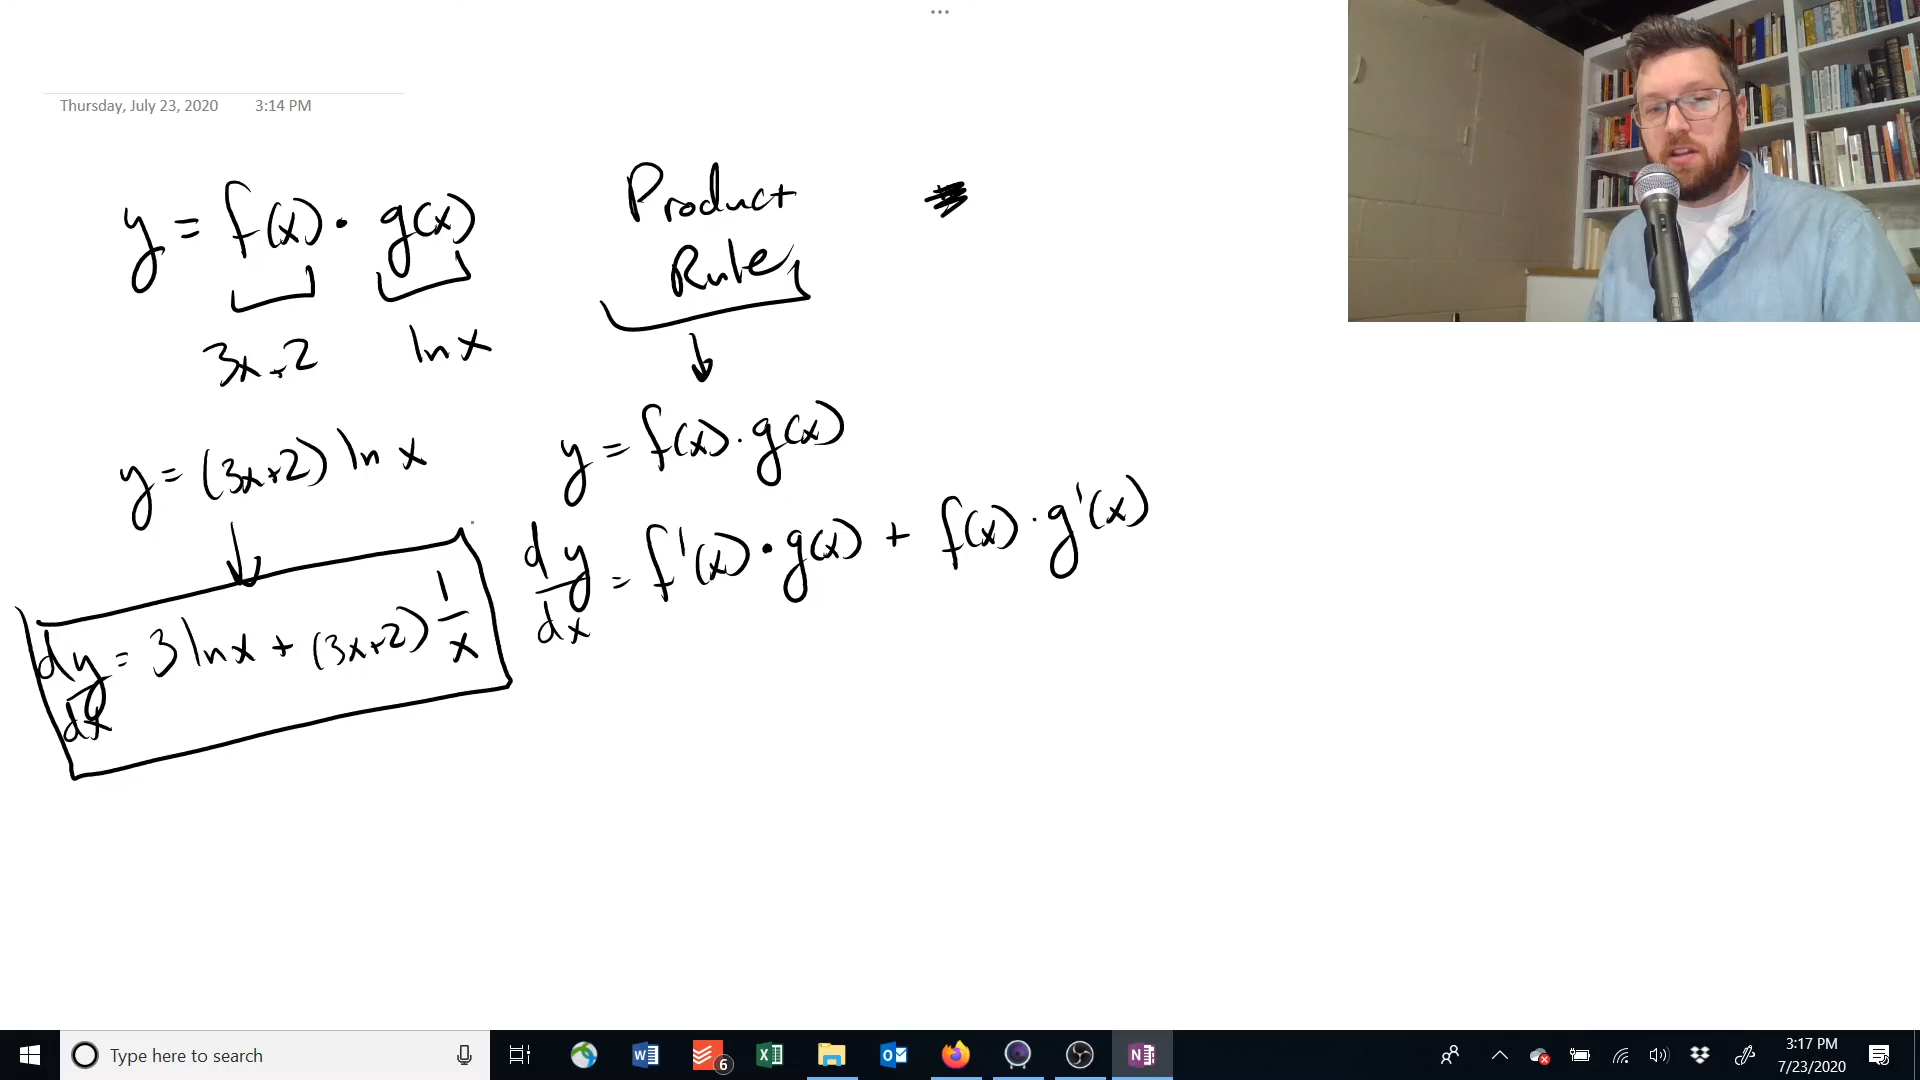 Thursday, July 23, 2020 3:14 PM
y = f(x) · g(x)
3x+2 ln x
y = (3x+2) ln x
dy/dx = 3 ln x + (3x+2) 1/x
Product
Rule
y = f(x) · g(x)
dy/dx = f'(x) · g(x) + f(x) · g'(x)
Type here to search
6
3:17 PM
7/23/2020